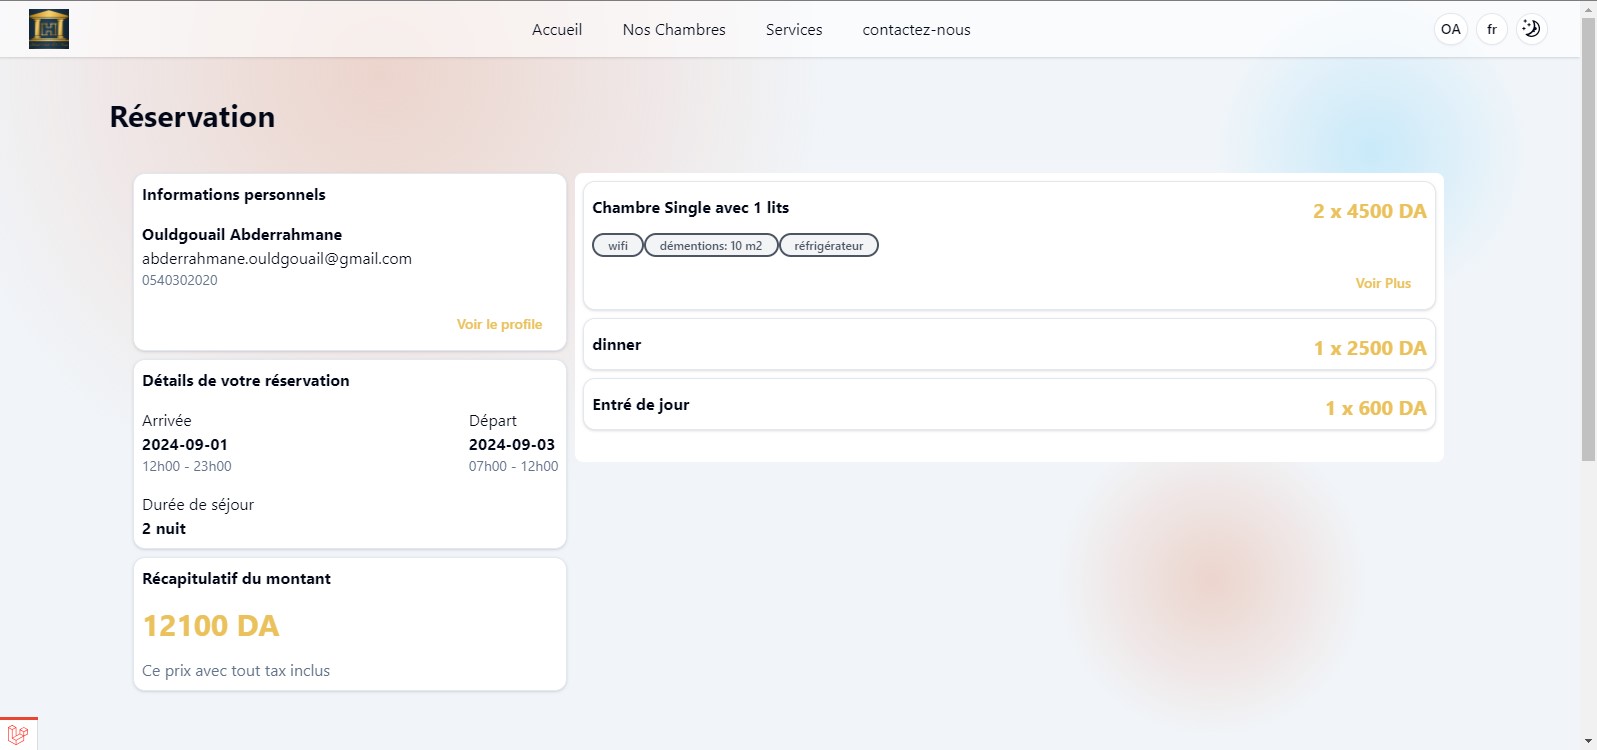 H
Accueil
Nos Chambres
Services
contactez-nous
OA
fr
Réservation
Informations personnels
Ouldgouail Abderrahmane
abderrahmane.ouldgouail@gmail.com
0540302020
Voir le profile
Détails de votre réservation
Arrivée
2024-09-01
12h00 - 23h00
Départ
2024-09-03
07h00 - 12h00
Durée de séjour
2 nuit
Récapitulatif du montant
12100 DA
Ce prix avec tout tax inclus
Chambre Single avec 1 lits
2 x 4500 DA
wifi
démentions: 10 m2
réfrigérateur
Voir Plus
dinner
1 x 2500 DA
Entré de jour
1 x 600 DA